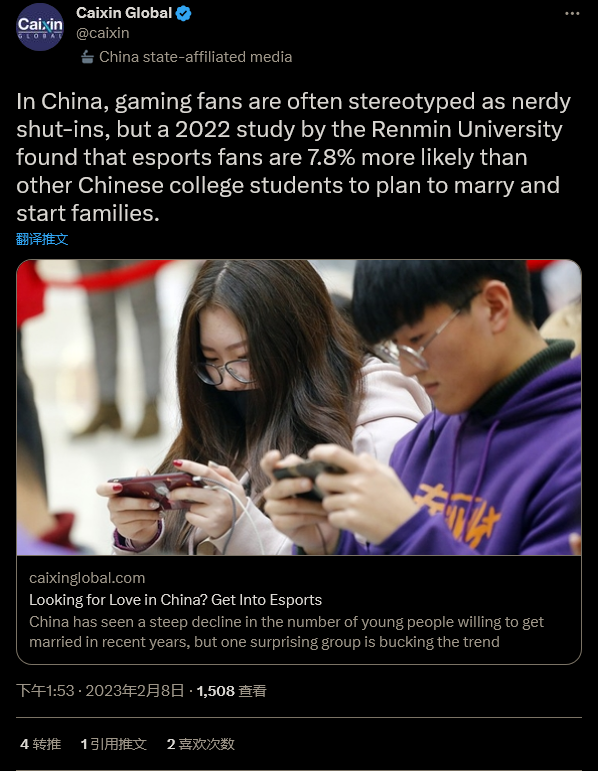 Caixin
GLOBAL
Caixin Global
@caixin
China state-affiliated media
In China, gaming fans are often stereotyped as nerdy
shut-ins, but a 2022 study by the Renmin University
found that esports fans are 7.8% more likely than
other Chinese college students to plan to marry and
start families.
翻译推文
caixinglobal.com
Looking for Love in China? Get Into Esports
China has seen a steep decline in the number of young people willing to get
married in recent years, but one surprising group is bucking the trend
下午1:53 · 2023年2月8日 · 1,508 查看
4 转推 1 引用推文 2 喜欢次数